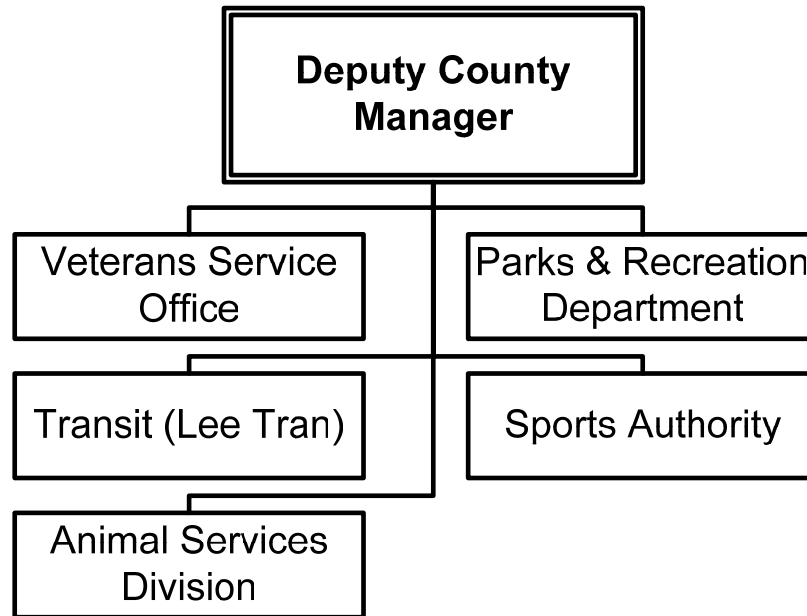 Deputy County
Manager
Veterans Service
Office
Parks & Recreation
Department
Transit (Lee Tran)
Sports Authority
Animal Services
Division